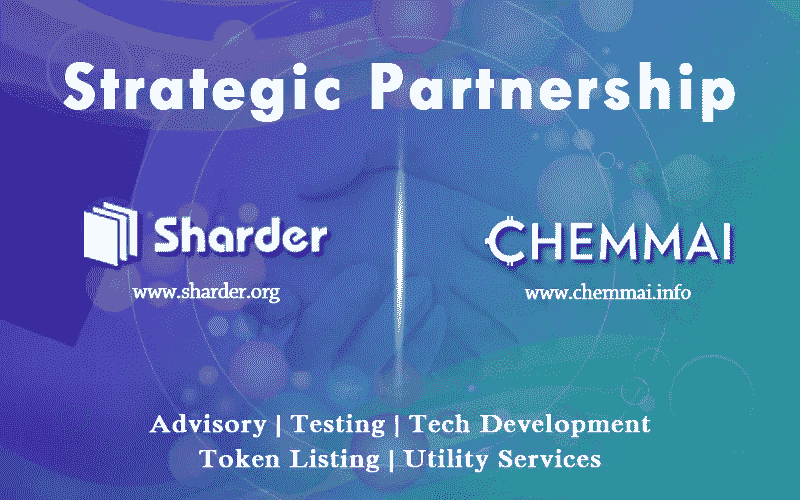 Strategic Partnership
Sharder
www.sharder.org
CHEMMAI
www.chemmai.info
Advisory | Testing | Tech Development
Token Listing | Utility Services